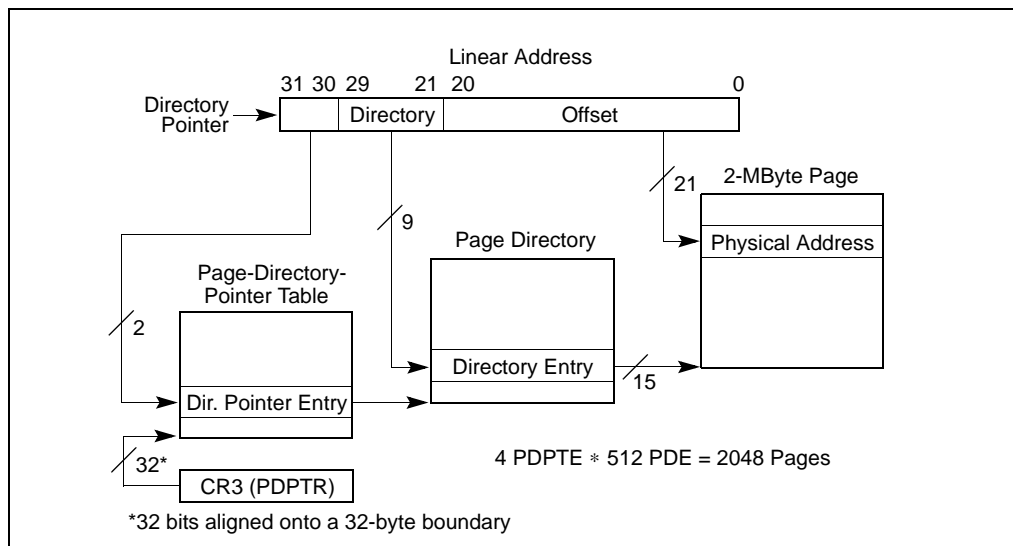 Linear Address
31 30 29 21 20 0
Directory
Pointer
Directory
Offset
2
9
21
2-MByte Page
Physical Address
Page Directory
Directory Entry
15
Page-Directory-
Pointer Table
Dir. Pointer Entry
32*
CR3 (PDPTR)
4 PDPTE ∗ 512 PDE = 2048 Pages
*32 bits aligned onto a 32-byte boundary